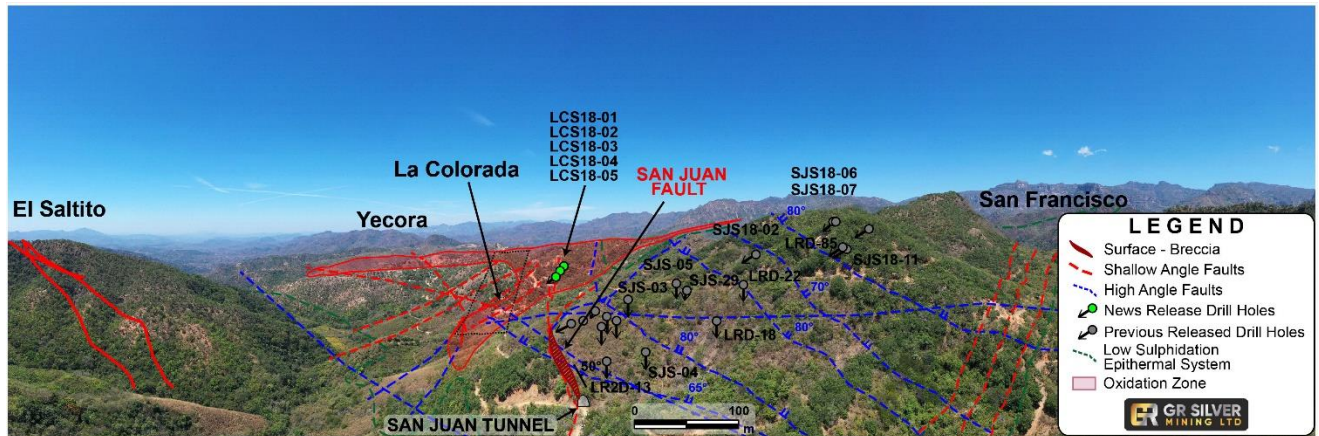 El Saltito
Yecora
La Colorada
LCS18-01
LCS18-02
LCS18-03
LCS18-04
LCS18-05
SAN JUAN
FAULT
SJS18-06
SJS18-07
San Francisco
80°
SJS18-02
LRD-85
SJS18-11
SJS-05
SJS-03
SJS-29
LRD-22
70°
80°
80°
LRD-18
50°
SJS-04
LR2D-13
65°
SAN JUAN TUNNEL
0
100
m
LEGEND
Surface - Breccia
Shallow Angle Faults
High Angle Faults
News Release Drill Holes
Previous Released Drill Holes
Low Sulphidation
Epithermal System
Oxidation Zone
GR SILVER
MINING LTD